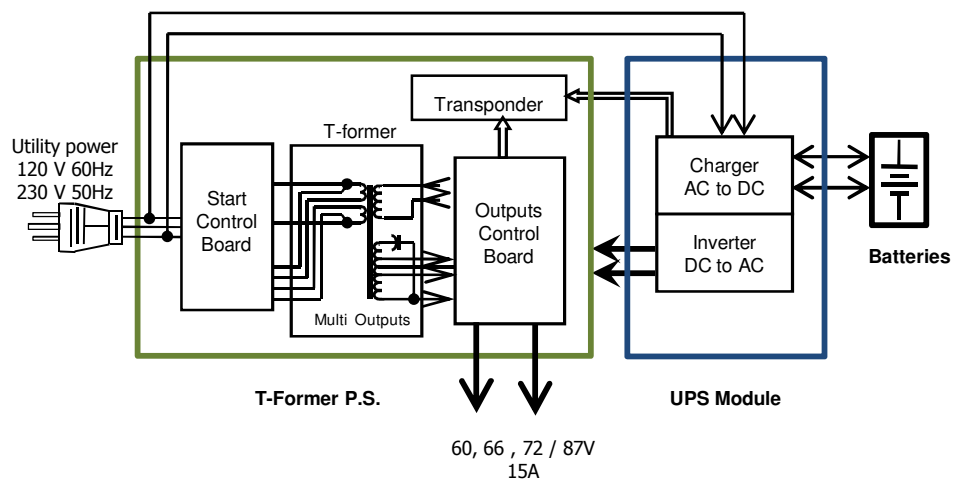 Transponder
T-former
Utility power
120 V 60Hz
230 V 50Hz
Start
Control
Board
Multi Outputs
Outputs
Control
Board
Charger
AC to DC
Inverter
DC to AC
Batteries
T-Former P.S.
UPS Module
60, 66 , 72 / 87V
15A